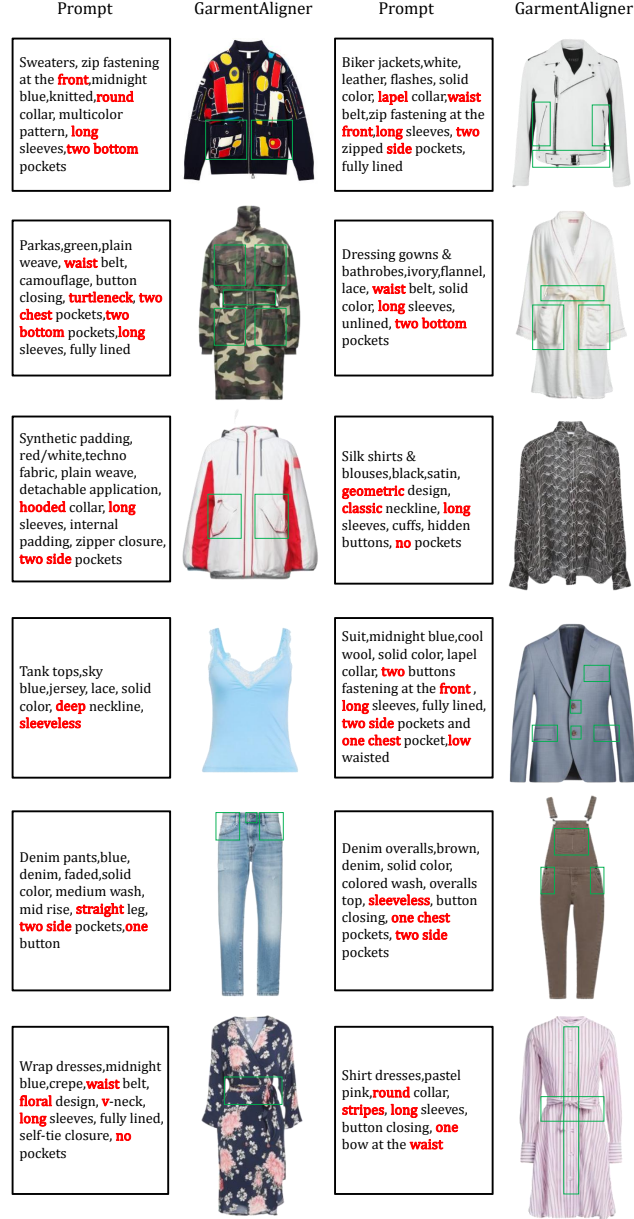 Prompt
GarmentAligner
Prompt
GarmentAligner
Sweaters, zip fastening
at the front,midnight
blue,knitted,round
collar, multicolor
pattern, long
sleeves,two bottom
pockets
Biker jackets,white,
leather, flashes, solid
color, lapel collar,waist
belt,zip fastening at the
front,long sleeves, two
zipped side pockets,
fully lined
Parkas,green,plain
weave, waist belt,
camouflage, button
closing, turtleneck, two
chest pockets,two
bottom pockets,long
sleeves, fully lined
Dressing gowns &
bathrobes,ivory,flannel,
lace, waist belt, solid
color, long sleeves,
unlined, two bottom
pockets
Synthetic padding,
red/white,techno
fabric, plain weave,
detachable application,
hooded collar, long
sleeves, internal
padding, zipper closure,
two side pockets
Silk shirts &
blouses,black,satin,
geometric design,
classic neckline, long
sleeves, cuffs, hidden
buttons, no pockets
Tank tops,sky
blue,jersey, lace, solid
color, deep neckline,
sleeveless
Suit,midnight blue,cool
wool, solid color, lapel
collar, two buttons
fastening at the front ,
long sleeves, fully lined,
two side pockets and
one chest pocket,low
waisted
Denim pants,blue,
denim, faded,solid
color, medium wash,
mid rise, straight leg,
two side pockets,one
button
Denim overalls,brown,
denim, solid color,
colored wash, overalls
top, sleeveless, button
closing, one chest
pockets, two side
pockets
Wrap dresses,midnight
blue,crepe,waist belt,
floral design, v-neck,
long sleeves, fully lined,
self-tie closure, no
pockets
Shirt dresses,pastel
pink,round collar,
stripes, long sleeves,
button closing, one
bow at the waist